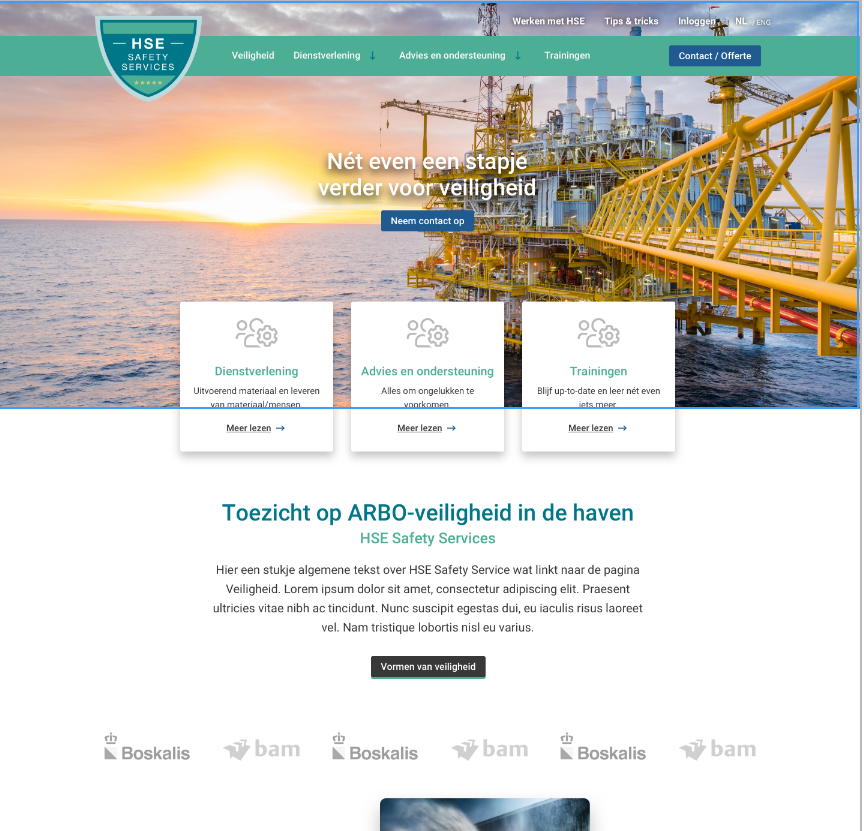 Werken met HSE Tips & tricks Inloggen NL / ENG
HSE
SAFETY
SERVICES
Veiligheid Dienstverlening Advies en ondersteuning Trainingen Contact / Offerte
Nét even een stapje
verder voor veiligheid
Neem contact op
Dienstverlening
Uitvoerend materiaal en leveren
van materiaal/mensen
Meer lezen
Advies en ondersteuning
Alles om ongelukken te
voorkomen
Meer lezen
Trainingen
Blijf up-to-date en leer nét even
iets meer
Meer lezen
Toezicht op ARBO-veiligheid in de haven
HSE Safety Services
Hier een stukje algemene tekst over HSE Safety Service wat linkt naar de pagina
Veiligheid. Lorem ipsum dolor sit amet, consectetur adipiscing elit. Praesent
ultricies vitae nibh ac tincidunt. Nunc suscipit egestas dui, eu iaculis risus laoreet
vel. Nam tristique lobortis nisl eu varius.
Vormen van veiligheid
Boskalis bam Boskalis bam Boskalis bam